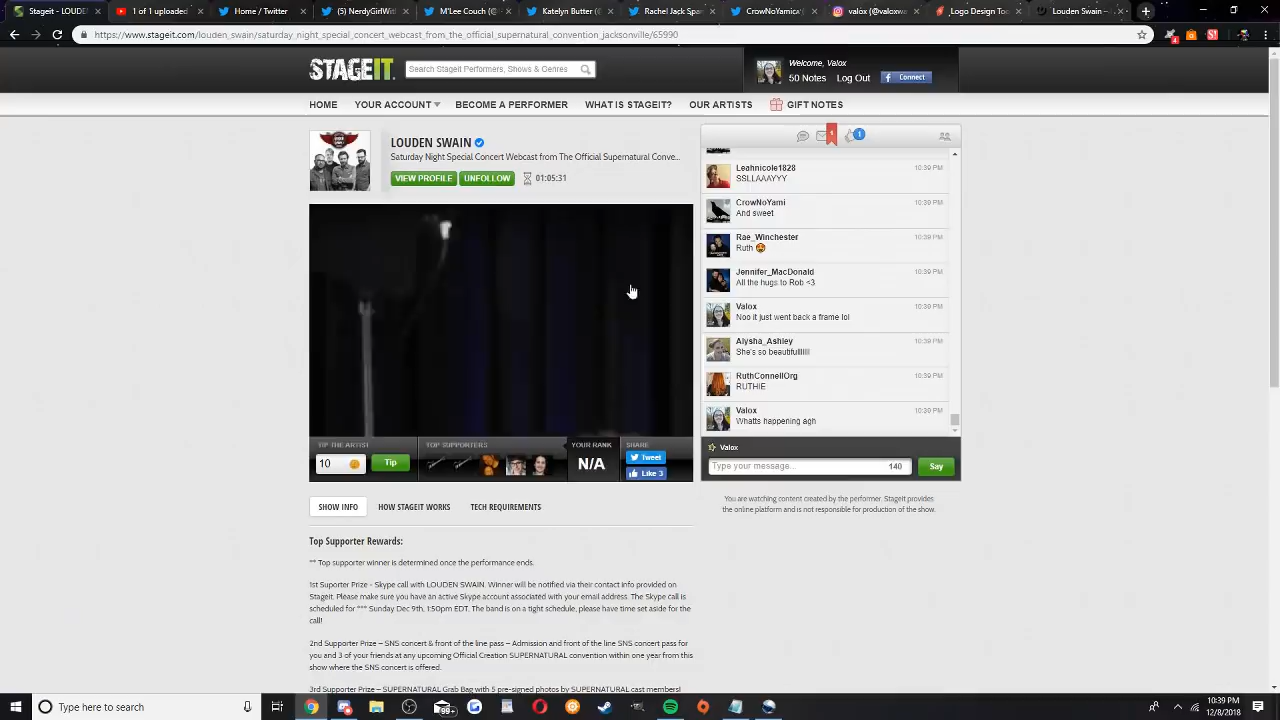 Stageit - LOUDEN
1 of 1 uploaded
Home / Twitter
(5) NerdyGirl
Jack Wolf (@
Katelyn Butter (
Rachel Jack Sp
CrowNoYami'
valox (@valox
Logo Design To
Louden Swain –
https://www.stageit.com/louden_swain/saturday_night_special_concert_webcast_from_the_official_supernatural_convention_jacksonville/65990
STAGEIT.
Search StageIt Performers, Shows & Genres
Welcome, Valox
50 Notes Log Out Connect
HOME YOUR ACCOUNT BECOME A PERFORMER WHAT IS STAGEIT? OUR ARTISTS GIFT NOTES
LOUDEN SWAIN
Saturday Night Special Concert Webcast from The Official Supernatural Conve...
VIEW PROFILE UNFOLLOW 01:05:31
1 1
Leahnicole1828 10:39 PM
SSLLAAAYYY
CrowNoYami 10:39 PM
And sweet
Rae_Winchester 10:39 PM
Ruth 😍
Jennifer_MacDonald 10:39 PM
All the hugs to Rob <3
Valox 10:39 PM
Noo it just went back a frame lol
Alysha_Ashley 10:39 PM
She's so beautifulllllll
RuthConnellOrg 10:39 PM
RUTHIE
Valox 10:39 PM
Whatts happening agh
TIP THE ARTIST TOP SUPPORTERS YOUR RANK SHARE
10 Tip N/A Tweet
Like 3
Valox
Type your message... 140 Say
You are watching content created by the performer. StageIt provides
the online platform and is not responsible for production of the show.
SHOW INFO HOW STAGEIT WORKS TECH REQUIREMENTS
Top Supporter Rewards:
** Top supporter winner is determined once the performance ends.
1st Suporter Prize - Skype call with LOUDEN SWAIN. Winner will be notified via their contact info provided on
Stageit. Please make sure you have an active Skype account associated with your email address. The Skype call is
scheduled for *** Sunday Dec 9th, 1:50pm EDT. The band is on a tight schedule, please have time set aside for the
call!
2nd Supporter Prize – SNS concert & front of the line pass – Admission and front of the line SNS concert pass for
you and 3 of your friends at any upcoming Official Creation SUPERNATURAL convention within one year from this
show where the SNS concert is offered.
3rd Supporter Prize – SUPERNATURAL Grab Bag with 5 pre-signed photos by SUPERNATURAL cast members!
Type here to search
99+
10:39 PM
12/8/2018